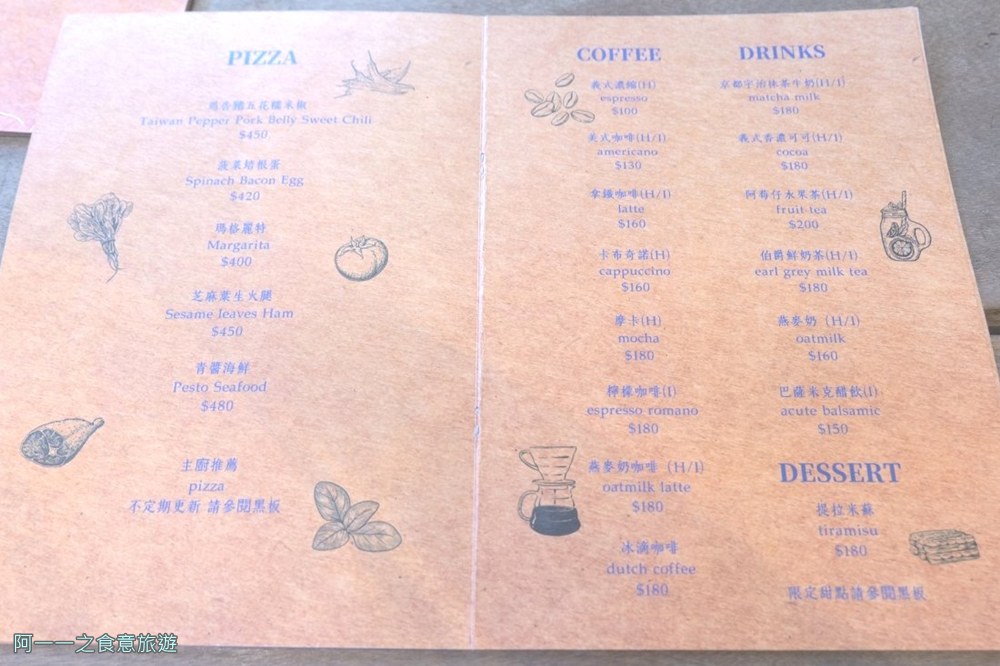 PIZZA
馬告鹽五花糯米椒
Taiwan Pepper Pork Belly Sweet Chili
$450
菠菜培根蛋
Spinach Bacon Egg
$420
瑪格麗特
Margarita
$400
芝麻葉生火腿
Sesame leaves Ham
$450
青醬海鮮
Pesto Seafood
$480
主廚推薦
pizza
不定期更新 請參閱黑板
COFFEE
義式濃縮(H)
espresso
$100
美式咖啡(H/I)
americano
$130
拿鐵咖啡(H/I)
latte
$160
卡布奇諾(H)
cappuccino
$160
摩卡(H)
mocha
$180
檸檬咖啡(I)
espresso romano
$180
燕麥奶咖啡 (H/I)
oatmilk latte
$180
冰滴咖啡
dutch coffee
$180
DRINKS
京都宇治抹茶牛奶(H/I)
matcha milk
$180
義式香濃可可(H/I)
cocoa
$180
阿莓仔水果茶(H/I)
fruit tea
$200
伯爵鮮奶茶(H/I)
earl grey milk tea
$180
燕麥奶 (H/I)
oatmilk
$160
巴薩米克醋飲(I)
acute balsamic
$150
DESSERT
提拉米蘇
tiramisu
$180
限定甜點請參閱黑板
阿一一之食意旅遊